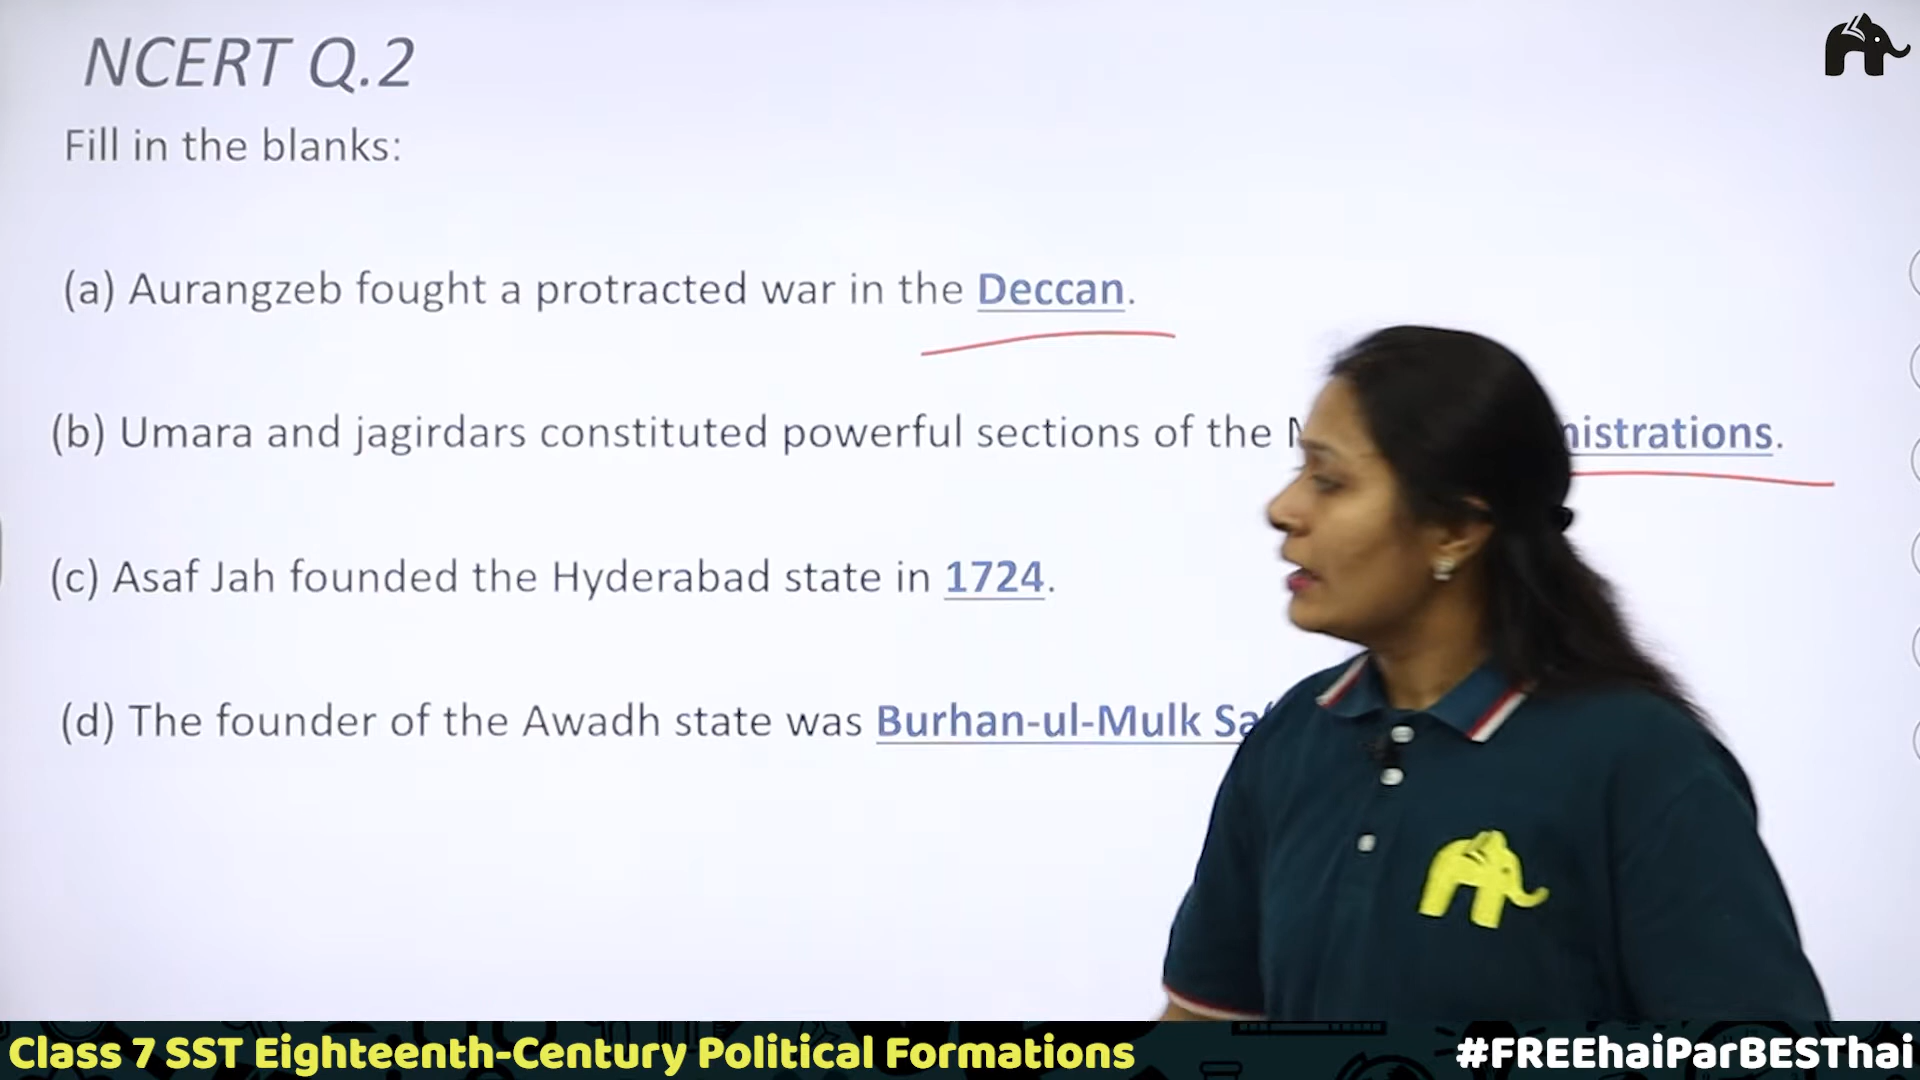 NCERT Q.2
Fill in the blanks:
(a) Aurangzeb fought a protracted war in the Deccan.
(b) Umara and jagirdars constituted powerful sections of the nistrations.
(c) Asaf Jah founded the Hyderabad state in 1724.
(d) The founder of the Awadh state was Burhan-ul-Mulk Sa
Class 7 SST Eighteenth-Century Political Formations
#FREEhaiParBESThai